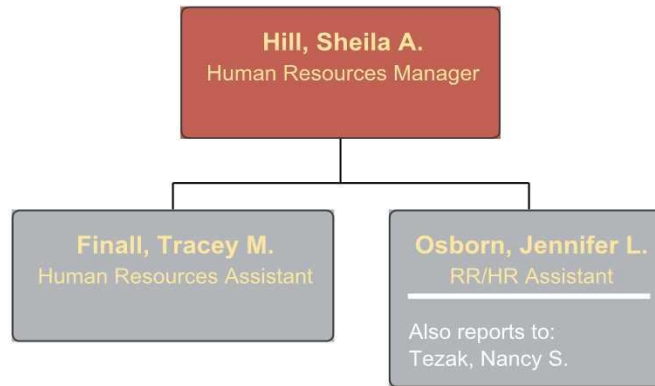 Hill, Sheila A.
Human Resources Manager
Finall, Tracey M.
Human Resources Assistant
Osborn, Jennifer L.
RR/HR Assistant
Also reports to:
Tezak, Nancy S.